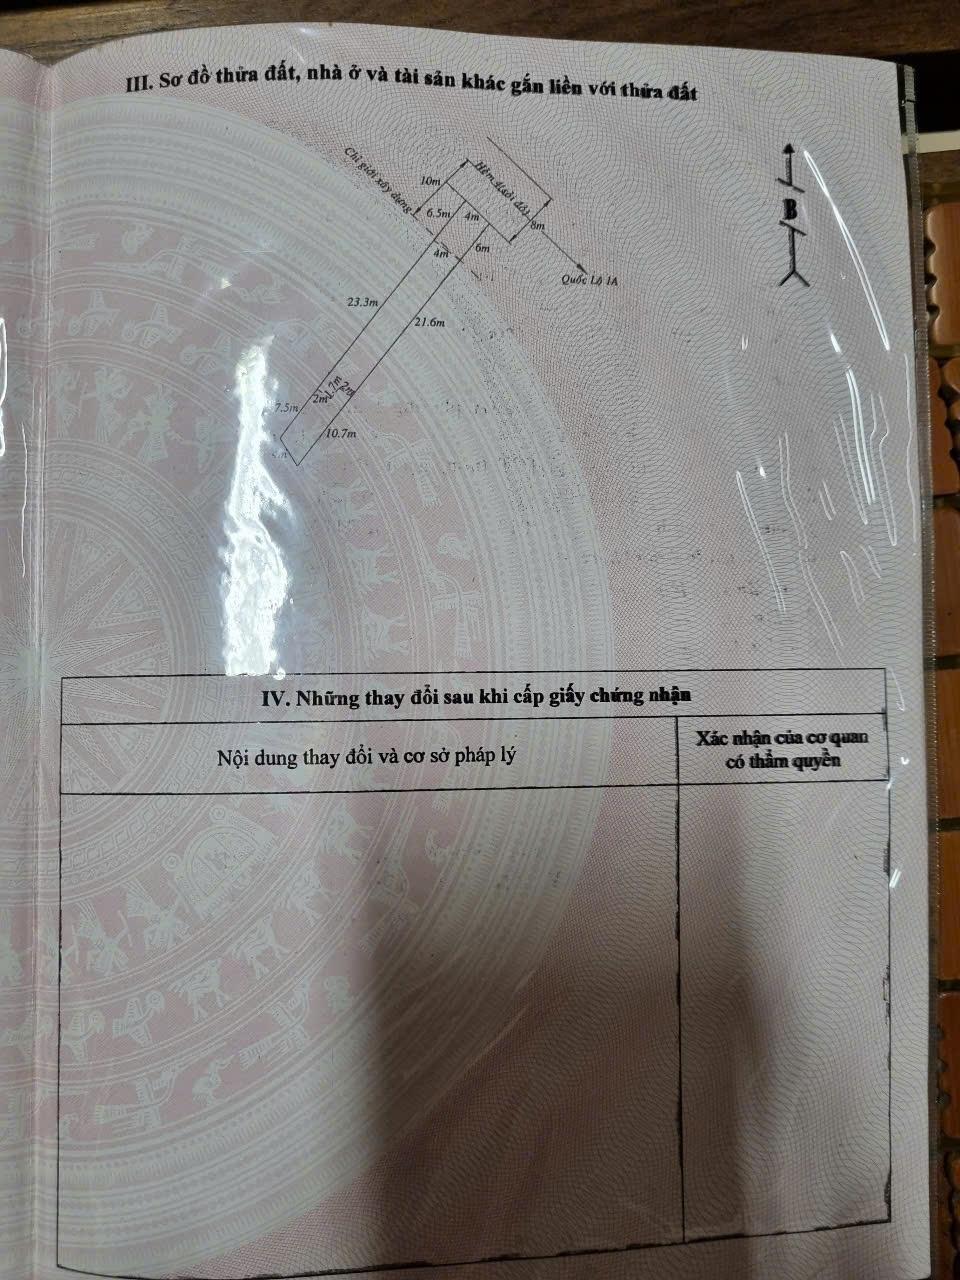 III. Sơ đồ thửa đất, nhà ở và tài sản khác gắn liền với thửa đất
Chỉ giới xây dựng
10m
6.5m
4m
8m
B
4m
6m
Quốc Lộ 1A
23.3m
21.6m
2m
1.7m
2m
7.5m
10.7m
IV. Những thay đổi sau khi cấp giấy chứng nhận
Nội dung thay đổi và cơ sở pháp lý
Xác nhận của cơ quan
có thẩm quyền